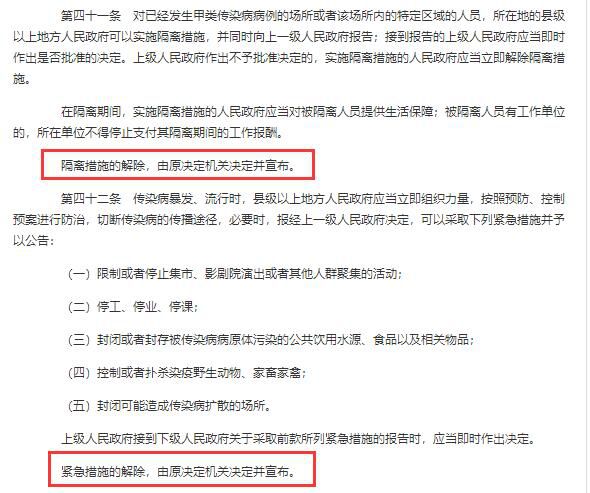 第四十一条　对已经发生甲类传染病病例的场所或者该场所内的特定区域的人员，所在地的县级
以上地方人民政府可以实施隔离措施，并同时向上一级人民政府报告；接到报告的上级人民政府应当即时
作出是否批准的决定。上级人民政府作出不予批准决定的，实施隔离措施的人民政府应当立即解除隔离措
施。
在隔离期间，实施隔离措施的人民政府应当对被隔离人员提供生活保障；被隔离人员有工作单位
的，所在单位不得停止支付其隔离期间的工作报酬。
隔离措施的解除，由原决定机关决定并宣布。
第四十二条　传染病暴发、流行时，县级以上地方人民政府应当立即组织力量，按照预防、控制
预案进行防治，切断传染病的传播途径，必要时，报经上一级人民政府决定，可以采取下列紧急措施并予
以公告：
（一）限制或者停止集市、影剧院演出或者其他人群聚集的活动；
（二）停工、停业、停课；
（三）封闭或者封存被传染病病原体污染的公共饮用水源、食品以及相关物品；
（四）控制或者扑杀染疫野生动物、家畜家禽；
（五）封闭可能造成传染病扩散的场所。
上级人民政府接到下级人民政府关于采取前款所列紧急措施的报告时，应当即时作出决定。
紧急措施的解除，由原决定机关决定并宣布。